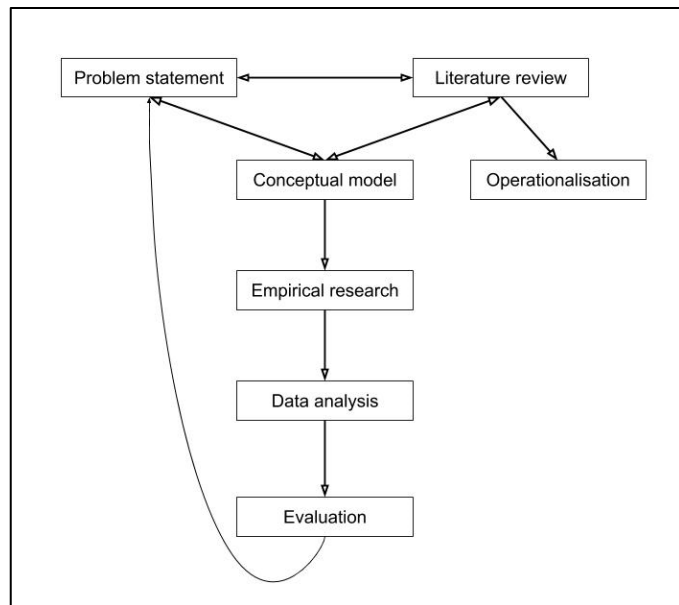 Problem statement
Literature review
Conceptual model
Operationalisation
Empirical research
Data analysis
Evaluation